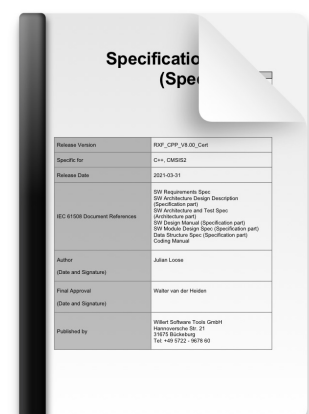 Specificatio
(Spe
Release Version RXF_CPP_V8.00_Cert
Specific for C++, CMSIS2
Release Date 2021-03-31
IEC 61508 Document References
SW Requirements Spec
SW Architecture Design Description
(Specification part)
SW Architecture and Test Spec
(Architecture part)
SW Design Manual (Specification part)
SW Module Design Spec (Specification part)
Data Structure Spec (Specification part)
Coding Manual
Author Julian Loose
(Date and Signature)
Final Approval Walter van der Heiden
(Date and Signature)
Published by
Willert Software Tools GmbH
Hannoversche Str. 21
31675 Bückeburg
Tel: +49 5722 - 9678 60